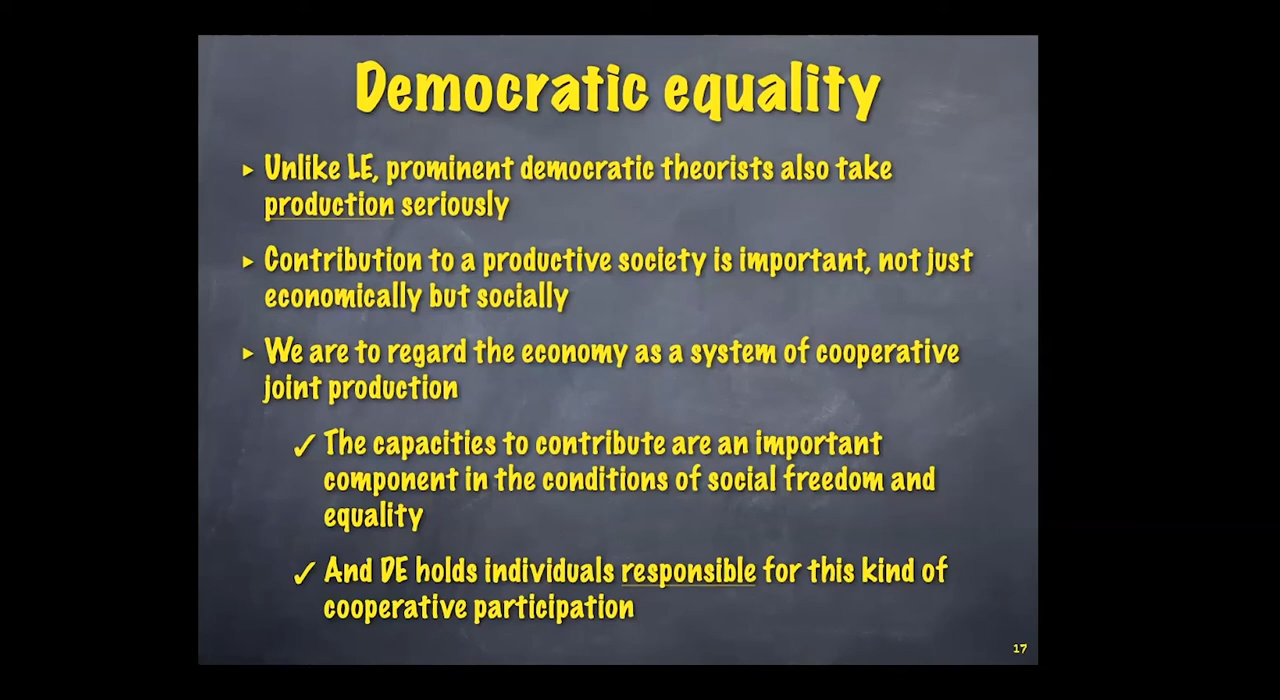 Democratic equality
▸ Unlike LE, prominent democratic theorists also take
production seriously
▸ Contribution to a productive society is important, not just
economically but socially
▸ We are to regard the economy as a system of cooperative
joint production
✓ The capacities to contribute are an important
component in the conditions of social freedom and
equality
✓ And DE holds individuals responsible for this kind of
cooperative participation
17